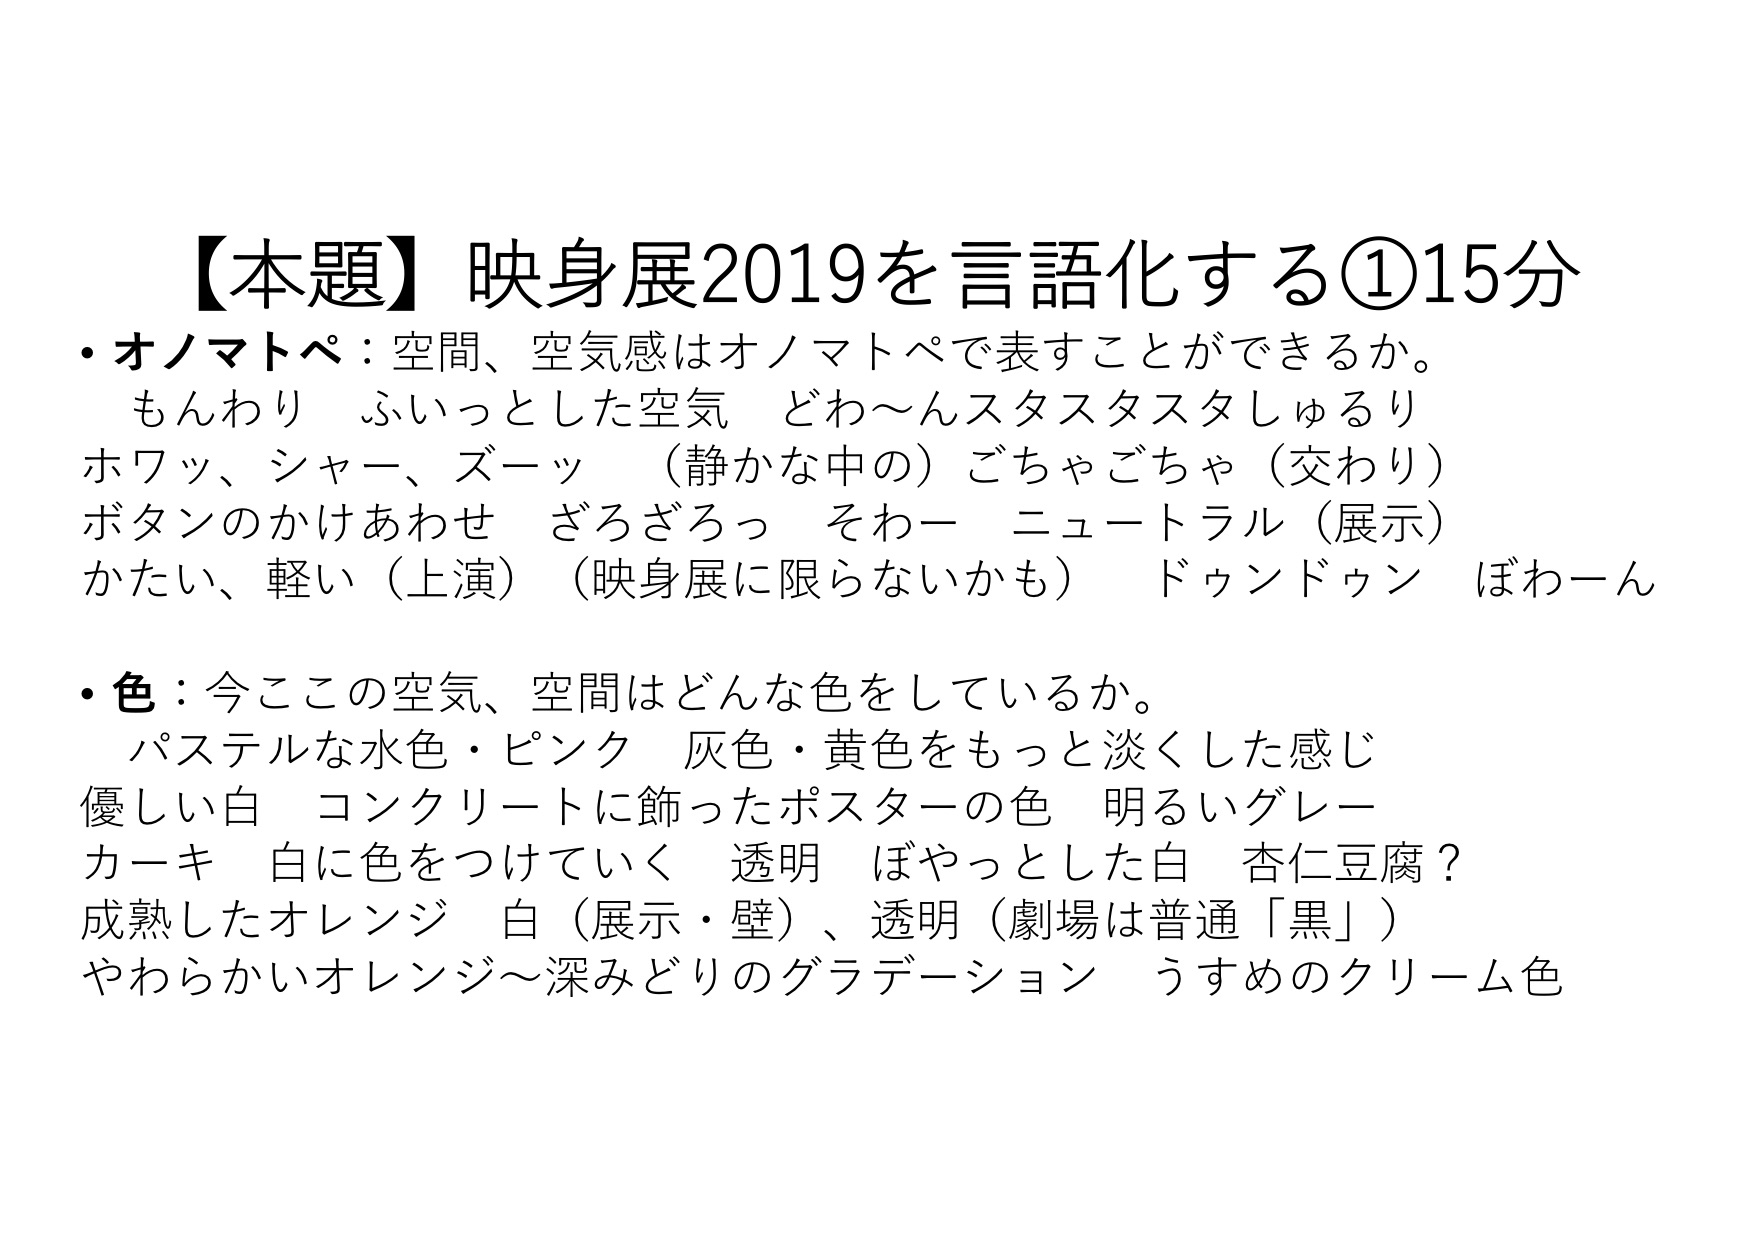 【本題】映身展2019を言語化する①15分
・オノマトペ：空間、空気感はオノマトペで表すことができるか。
　もんわり　ふいっとした空気　どわ～んスタスタスタしゅるり
ホワッ、シャー、ズーッ　（静かな中の）ごちゃごちゃ（交わり）
ボタンのかけあわせ　ざろざろっ　そわー　ニュートラル（展示）
かたい、軽い（上演）（映身展に限らないかも）　ドゥンドゥン　ぼわーん
・色：今ここの空気、空間はどんな色をしているか。
　パステルな水色・ピンク　灰色・黄色をもっと淡くした感じ
優しい白　コンクリートに飾ったポスターの色　明るいグレー
カーキ　白に色をつけていく　透明　ぼやっとした白　杏仁豆腐？
成熟したオレンジ　白（展示・壁）、透明（劇場は普通「黒」）
やわらかいオレンジ～深みどりのグラデーション　うすめのクリーム色